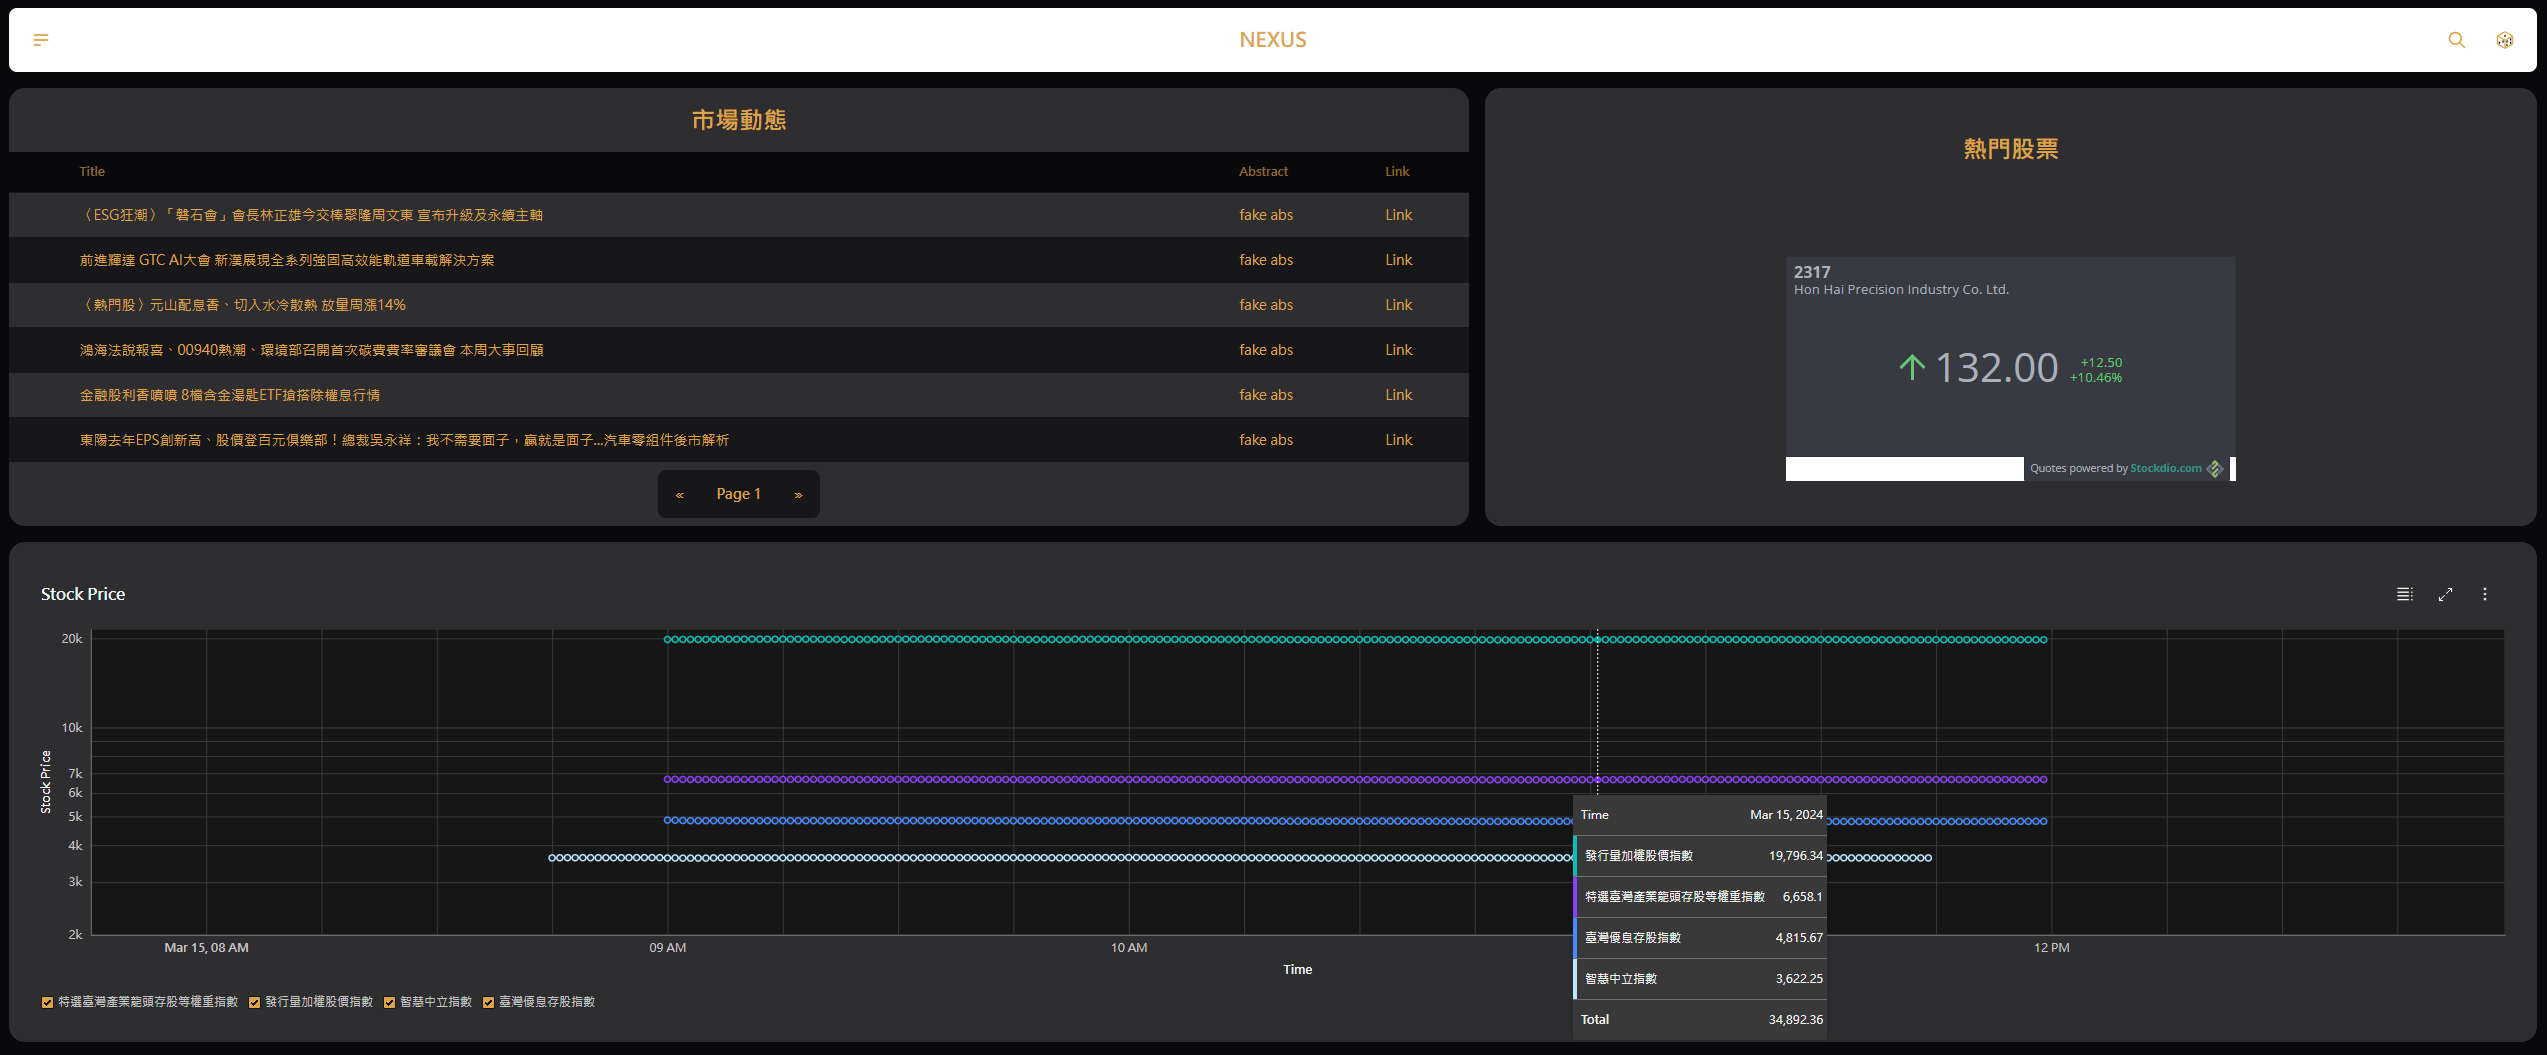 NEXUS
市場動態
Title Abstract Link
〈ESG狂潮〉「磐石會」會長林正雄今交棒聚隆周文東 宣布升級及永續主軸 fake abs Link
前進輝達 GTC AI大會 新漢展現全系列強固高效能軌道車載解決方案 fake abs Link
〈熱門股〉元山配息香、切入水冷散熱 放量周漲14% fake abs Link
鴻海法說報喜、00940熱潮、環境部召開首次碳費費率審議會 本周大事回顧 fake abs Link
金融股利香噴噴 8檔含金湯匙ETF搶搭除權息行情 fake abs Link
東陽去年EPS創新高、股價登百元俱樂部！總裁吳永祥：我不需要面子，贏就是面子...汽車零組件後市解析 fake abs Link
« Page 1 »
熱門股票
2317
Hon Hai Precision Industry Co. Ltd.
132.00
+12.50
+10.46%
Quotes powered by Stockdio.com
Stock Price
20k
10k
7k
6k
5k
4k
3k
2k
Stock Price
Mar 15, 08 AM 09 AM 10 AM 12 PM
Time
Time Mar 15, 2024
發行量加權股價指數 19,796.34
特選臺灣產業龍頭存股等權重指數 6,658.1
臺灣優息存股指數 4,815.67
智慧中立指數 3,622.25
Total 34,892.36
特選臺灣產業龍頭存股等權重指數 發行量加權股價指數 智慧中立指數 臺灣優息存股指數